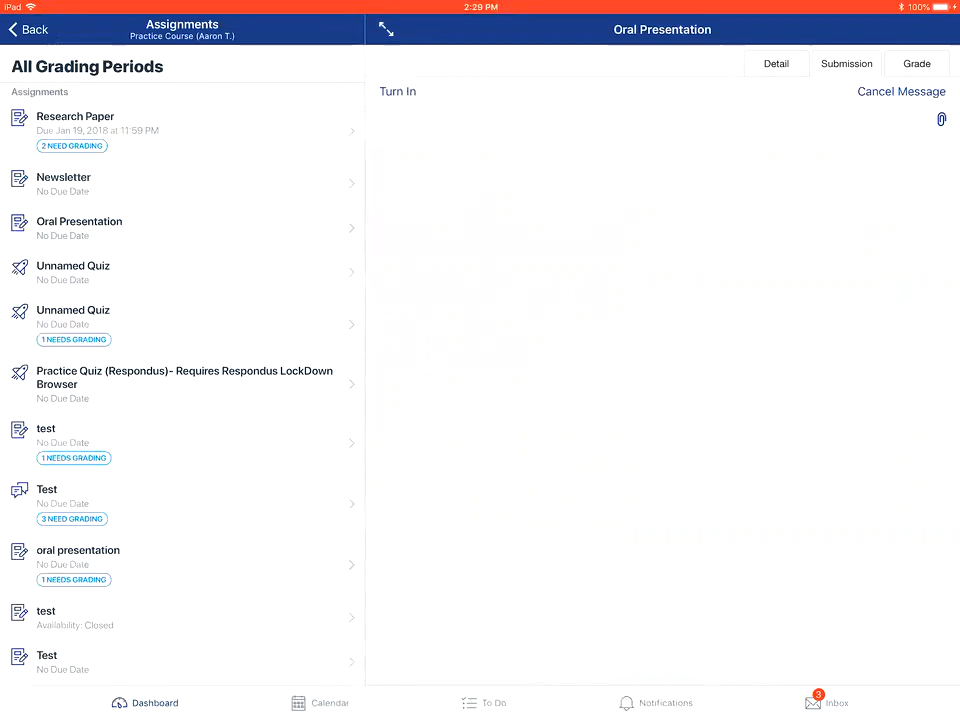 iPad
2:29 PM
100%
Back
Assignments
Practice Course (Aaron T.)
Oral Presentation
All Grading Periods
Detail
Submission
Grade
Assignments
Turn In
Cancel Message
Research Paper
Due Jan 19, 2018 at 11:59 PM
2 NEED GRADING
Newsletter
No Due Date
Oral Presentation
No Due Date
Unnamed Quiz
No Due Date
Unnamed Quiz
No Due Date
1 NEEDS GRADING
Practice Quiz (Respondus)- Requires Respondus LockDown
Browser
No Due Date
test
No Due Date
1 NEEDS GRADING
Test
No Due Date
3 NEED GRADING
oral presentation
No Due Date
1 NEEDS GRADING
test
Availability: Closed
Test
No Due Date
Dashboard
Calendar
To Do
Notifications
3
Inbox